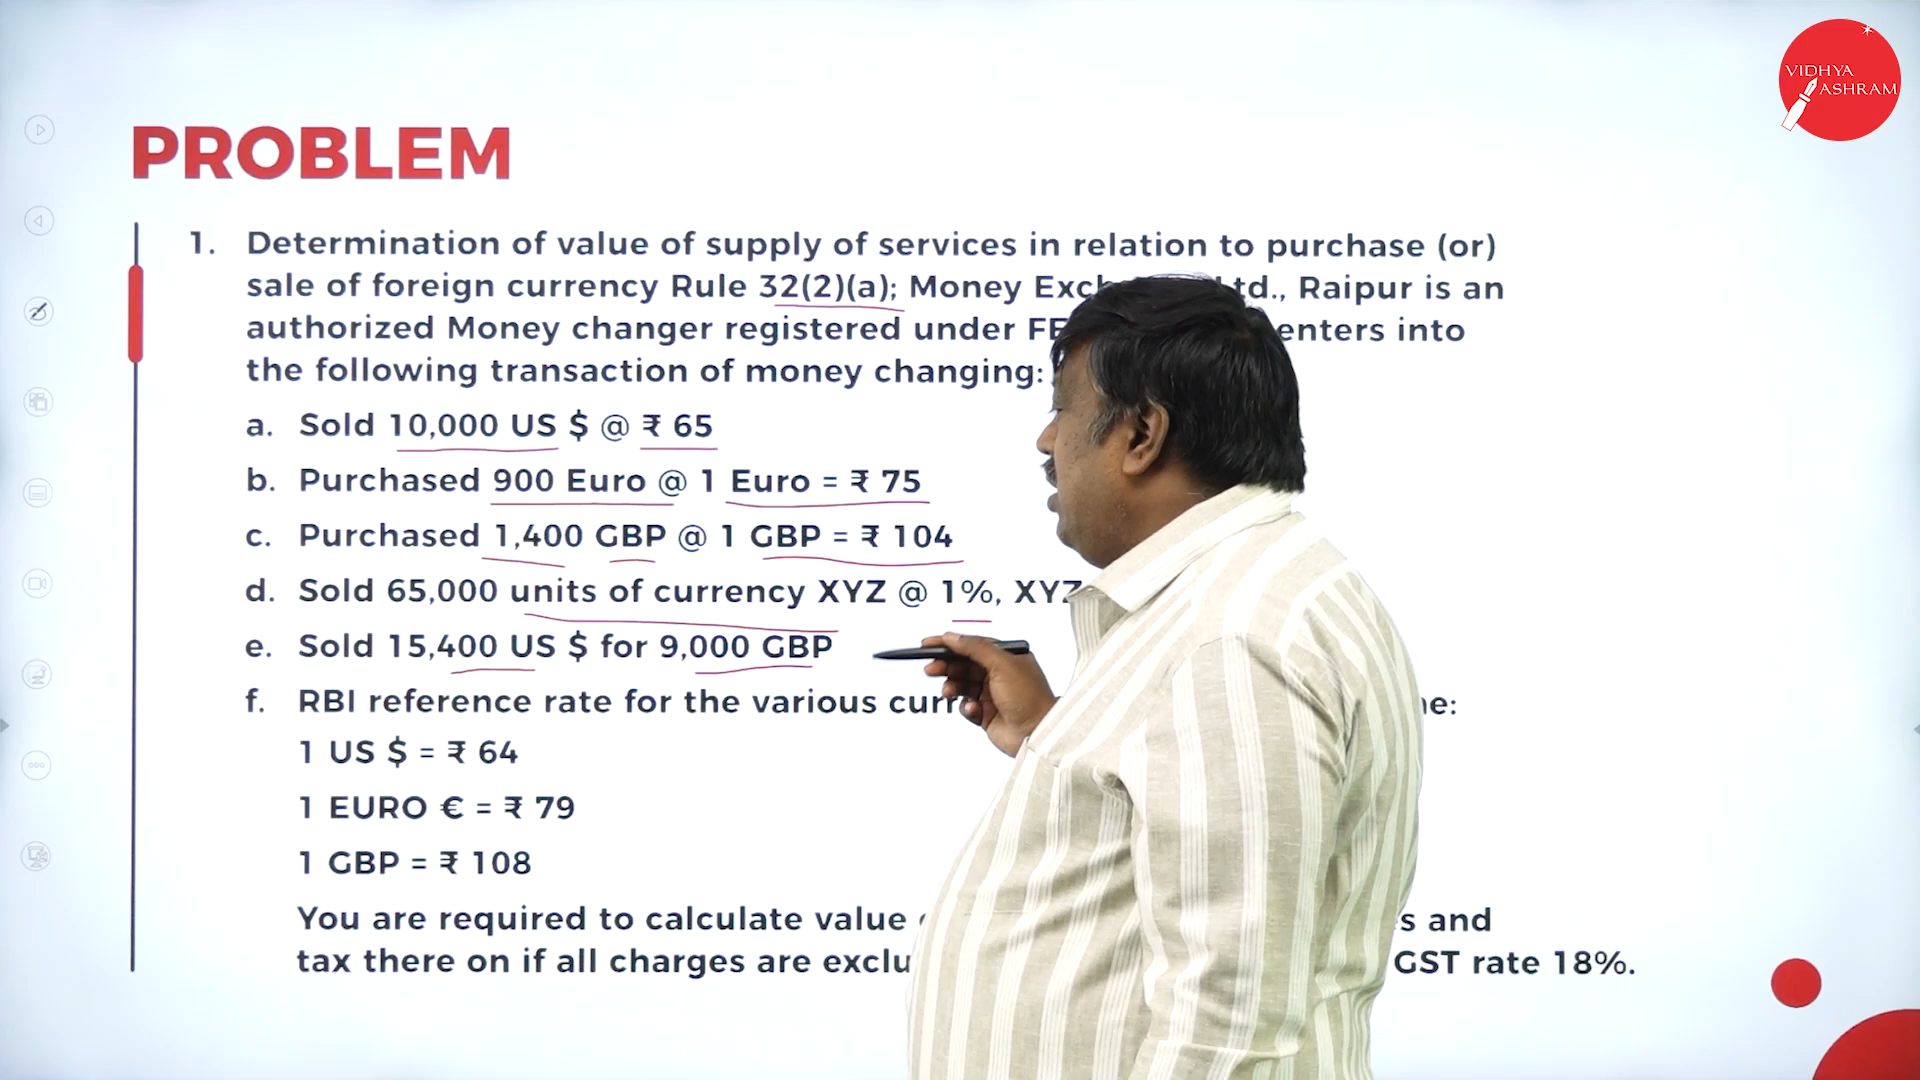 VIDHYA
ASHRAM
PROBLEM
1. Determination of value of supply of services in relation to purchase (or)
sale of foreign currency Rule 32(2)(a); Money Ltd., Raipur is an
authorized Money changer registered under enters into
the following transaction of money changing:
a. Sold 10,000 US $ @ ₹ 65
b. Purchased 900 Euro @ 1 Euro = ₹ 75
c. Purchased 1,400 GBP @ 1 GBP = ₹ 104
d. Sold 65,000 units of currency XYZ @ 1%, XYZ
e. Sold 15,400 US $ for 9,000 GBP
f. RBI reference rate for the various
1 US $ = ₹ 64
1 EURO € = ₹ 79
1 GBP = ₹ 108
You are required to calculate value and
tax there on if all charges are GST rate 18%.